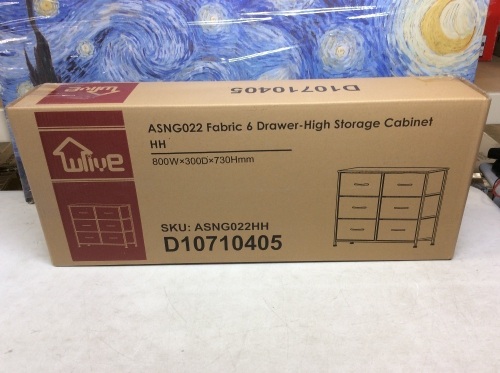 D10710405
ASNG022 Fabric 6 Drawer-High Storage Cabinet
HH
800W×300D×730Hmm
Wlive
SKU: ASNG022HH
D10710405